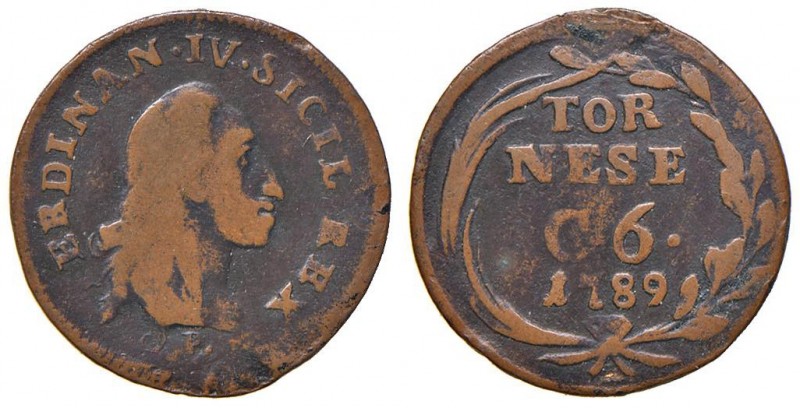 ERDINAN·IV·SICIL REX
P.
TOR
NESE
C 6.
1789